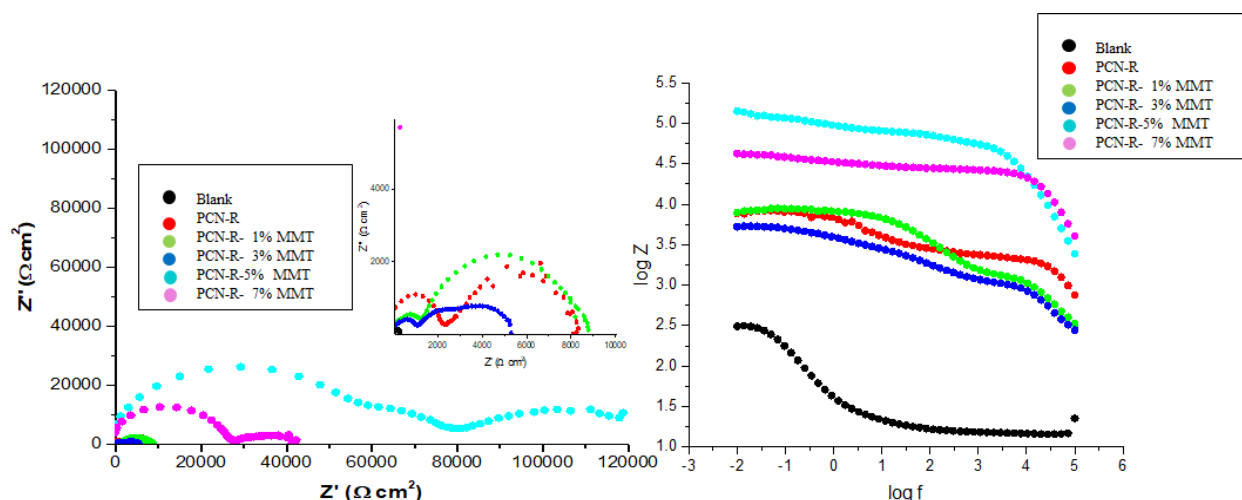 120000
100000
80000
60000
40000
20000
0
Z'' (Ω cm²)
0 20000 40000 60000 80000 100000 120000
Z' (Ω cm²)
Blank
PCN-R
PCN-R- 1% MMT
PCN-R- 3% MMT
PCN-R-5% MMT
PCN-R- 7% MMT
4000
2000
Z'' (Ω cm²)
2000 4000 6000 8000 10000
Z' (Ω cm²)
Blank
PCN-R
PCN-R- 1% MMT
PCN-R- 3% MMT
PCN-R-5% MMT
PCN-R- 7% MMT
5.5
5.0
4.5
4.0
3.5
3.0
2.5
2.0
1.5
1.0
log Z
-3 -2 -1 0 1 2 3 4 5 6
log f